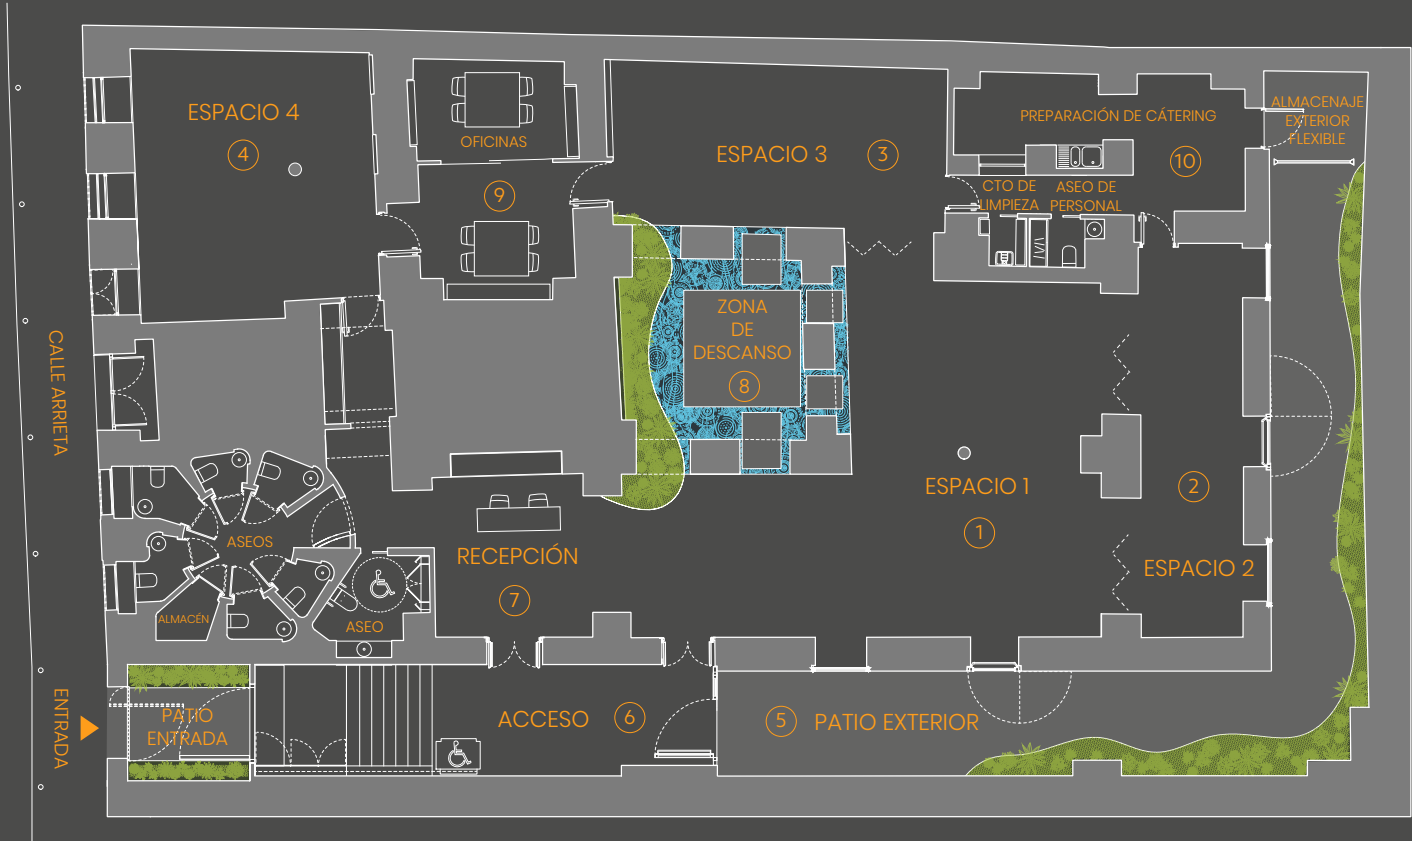 ESPACIO 4
4
OFICINAS
9
ESPACIO 3
3
PREPARACIÓN DE CÁTERING
10
ALMACENAJE
EXTERIOR
FLEXIBLE
CTO DE
LIMPIEZA
ASEO DE
PERSONAL
ZONA
DE
DESCANSO
8
CALLE ARRIETA
ESPACIO 1
1
2
ESPACIO 2
ASEOS
ALMACÉN
ASEO
RECEPCIÓN
7
ENTRADA
PATIO
ENTRADA
ACCESO
6
5
PATIO EXTERIOR